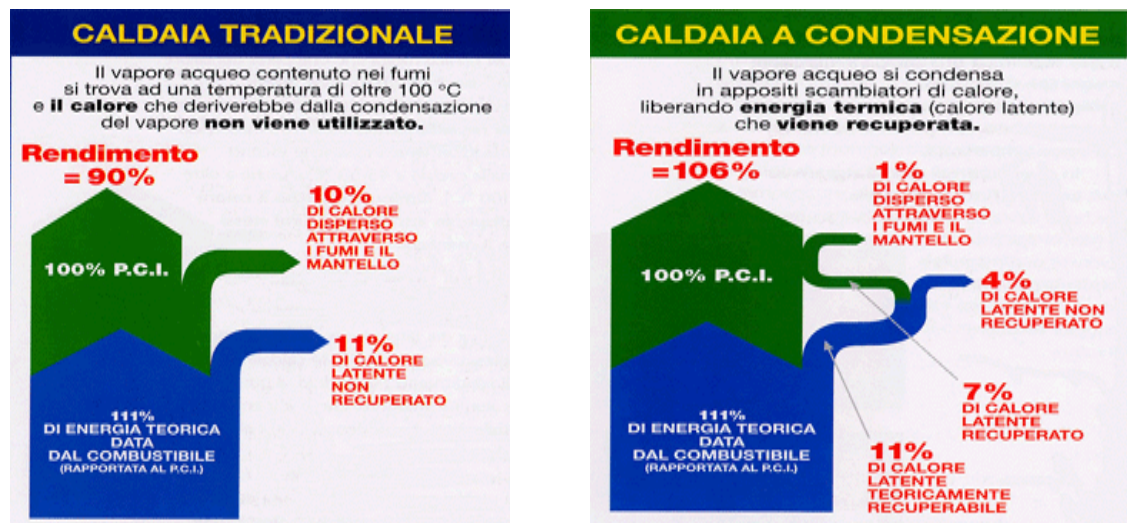 CALDAIA TRADIZIONALE
Il vapore acqueo contenuto nei fumi
si trova ad una temperatura di oltre 100 °C
e il calore che deriverebbe dalla condensazione
del vapore non viene utilizzato.
Rendimento
= 90%
10%
DI CALORE
DISPERSO
ATTRAVERSO
I FUMI E IL
MANTELLO
100% P.C.I.
11%
DI CALORE
LATENTE
NON
RECUPERATO
111%
DI ENERGIA TEORICA
DATA
DAL COMBUSTIBILE
(RAPPORTATA AL P.C.I.)
CALDAIA A CONDENSAZIONE
Il vapore acqueo si condensa
in appositi scambiatori di calore,
liberando energia termica (calore latente)
che viene recuperata.
Rendimento
=106%
1%
DI CALORE
DISPERSO
ATTRAVERSO
I FUMI E IL
MANTELLO
100% P.C.I.
4%
DI CALORE
LATENTE NON
RECUPERATO
7%
DI CALORE
LATENTE
RECUPERATO
111%
DI ENERGIA TEORICA
DATA
DAL COMBUSTIBILE
(RAPPORTATA AL P.C.I.)
11%
DI CALORE
LATENTE
TEORICAMENTE
RECUPERABILE